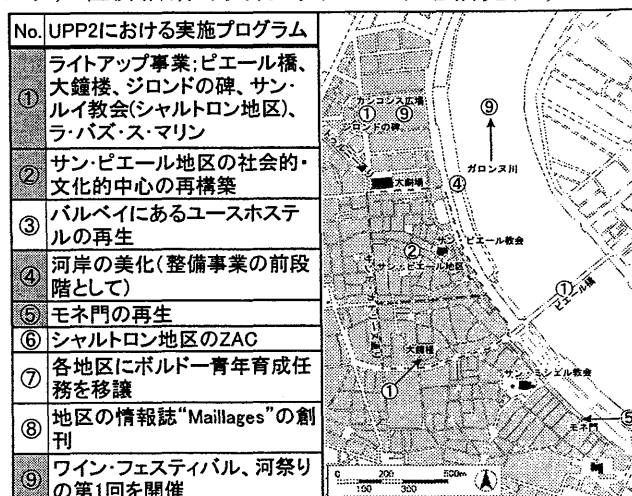 No. UPP2における実施プログラム
① ライトアップ事業;ピエール橋、
大鐘楼、ジロンドの碑、サン・
ルイ教会(シャルトロン地区)、
ラ・バズ・ス・マリン
② サン・ピエール地区の社会的・
文化的中心の再構築
③ バルベイにあるユースホステ
ルの再生
④ 河岸の美化(整備事業の前段
階として)
⑤ モネ門の再生
⑥ シャルトロン地区のZAC
⑦ 各地区にボルドー青年育成任
務を移譲
⑧ 地区の情報誌“Maillages”の創
刊
⑨ ワイン・フェスティバル、河祭り
の第1回を開催
カンコンス広場
① ⑨
ジロンドの碑
⑨
ガロンヌ川
大劇場
④
②
サン・ピエール教会
サン・ピエール地区
⑦
ピエール橋
大鐘楼
①
サン・ミシェル教会
⑤
モネ門
0 200 500m
100 300